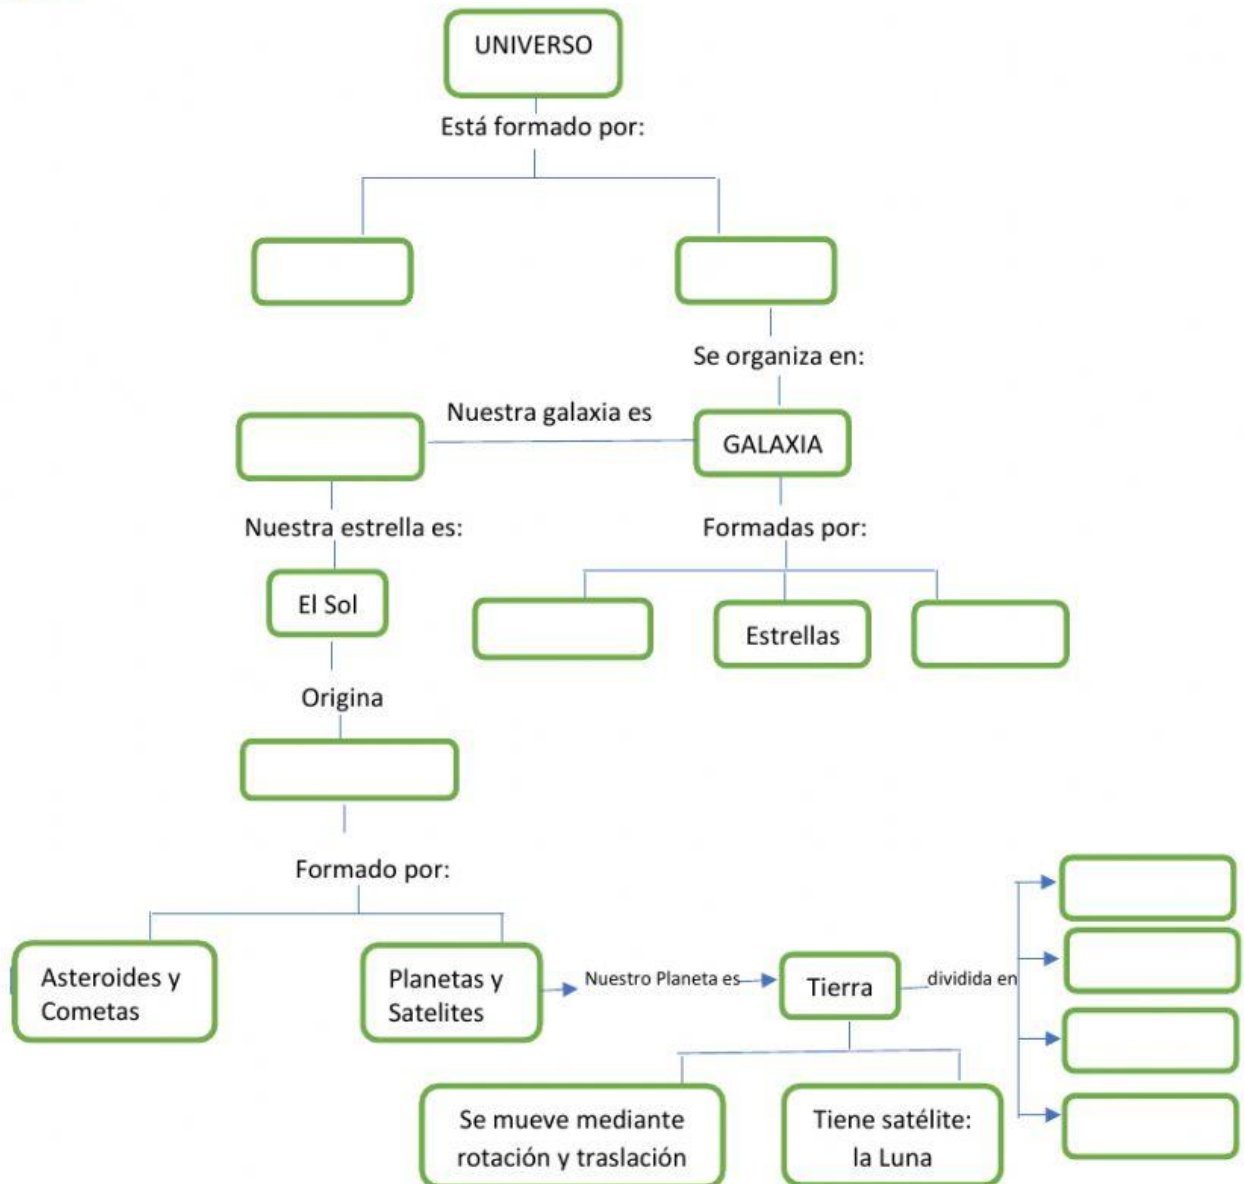 UNIVERSO
Está formado por:
Se organiza en:
Nuestra galaxia es
GALAXIA
Nuestra estrella es:
Formadas por:
El Sol
Estrellas
Origina
Formado por:
Asteroides y
Cometas
Planetas y
Satelites
Nuestro Planeta es
Tierra
dividida en
Se mueve mediante
rotación y traslación
Tiene satélite:
la Luna